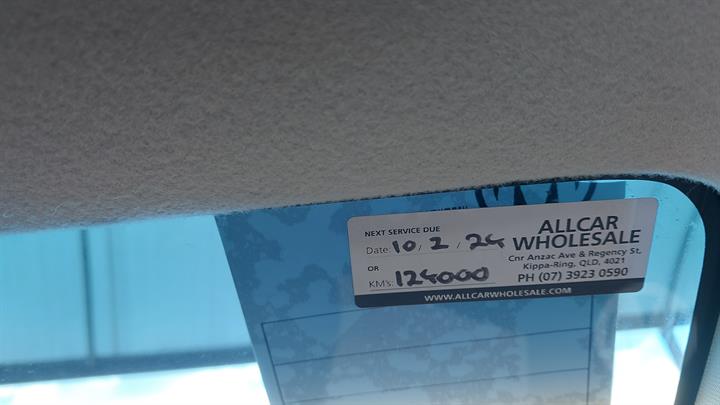 NEXT SERVICE DUE
Date: 10 / 2 / 24
OR
KM's: 124000
ALLCAR
WHOLESALE
Cnr Anzac Ave & Regency St,
Kippa-Ring, QLD, 4021
PH (07) 3923 0590
WWW.ALLCARWHOLESALE.COM